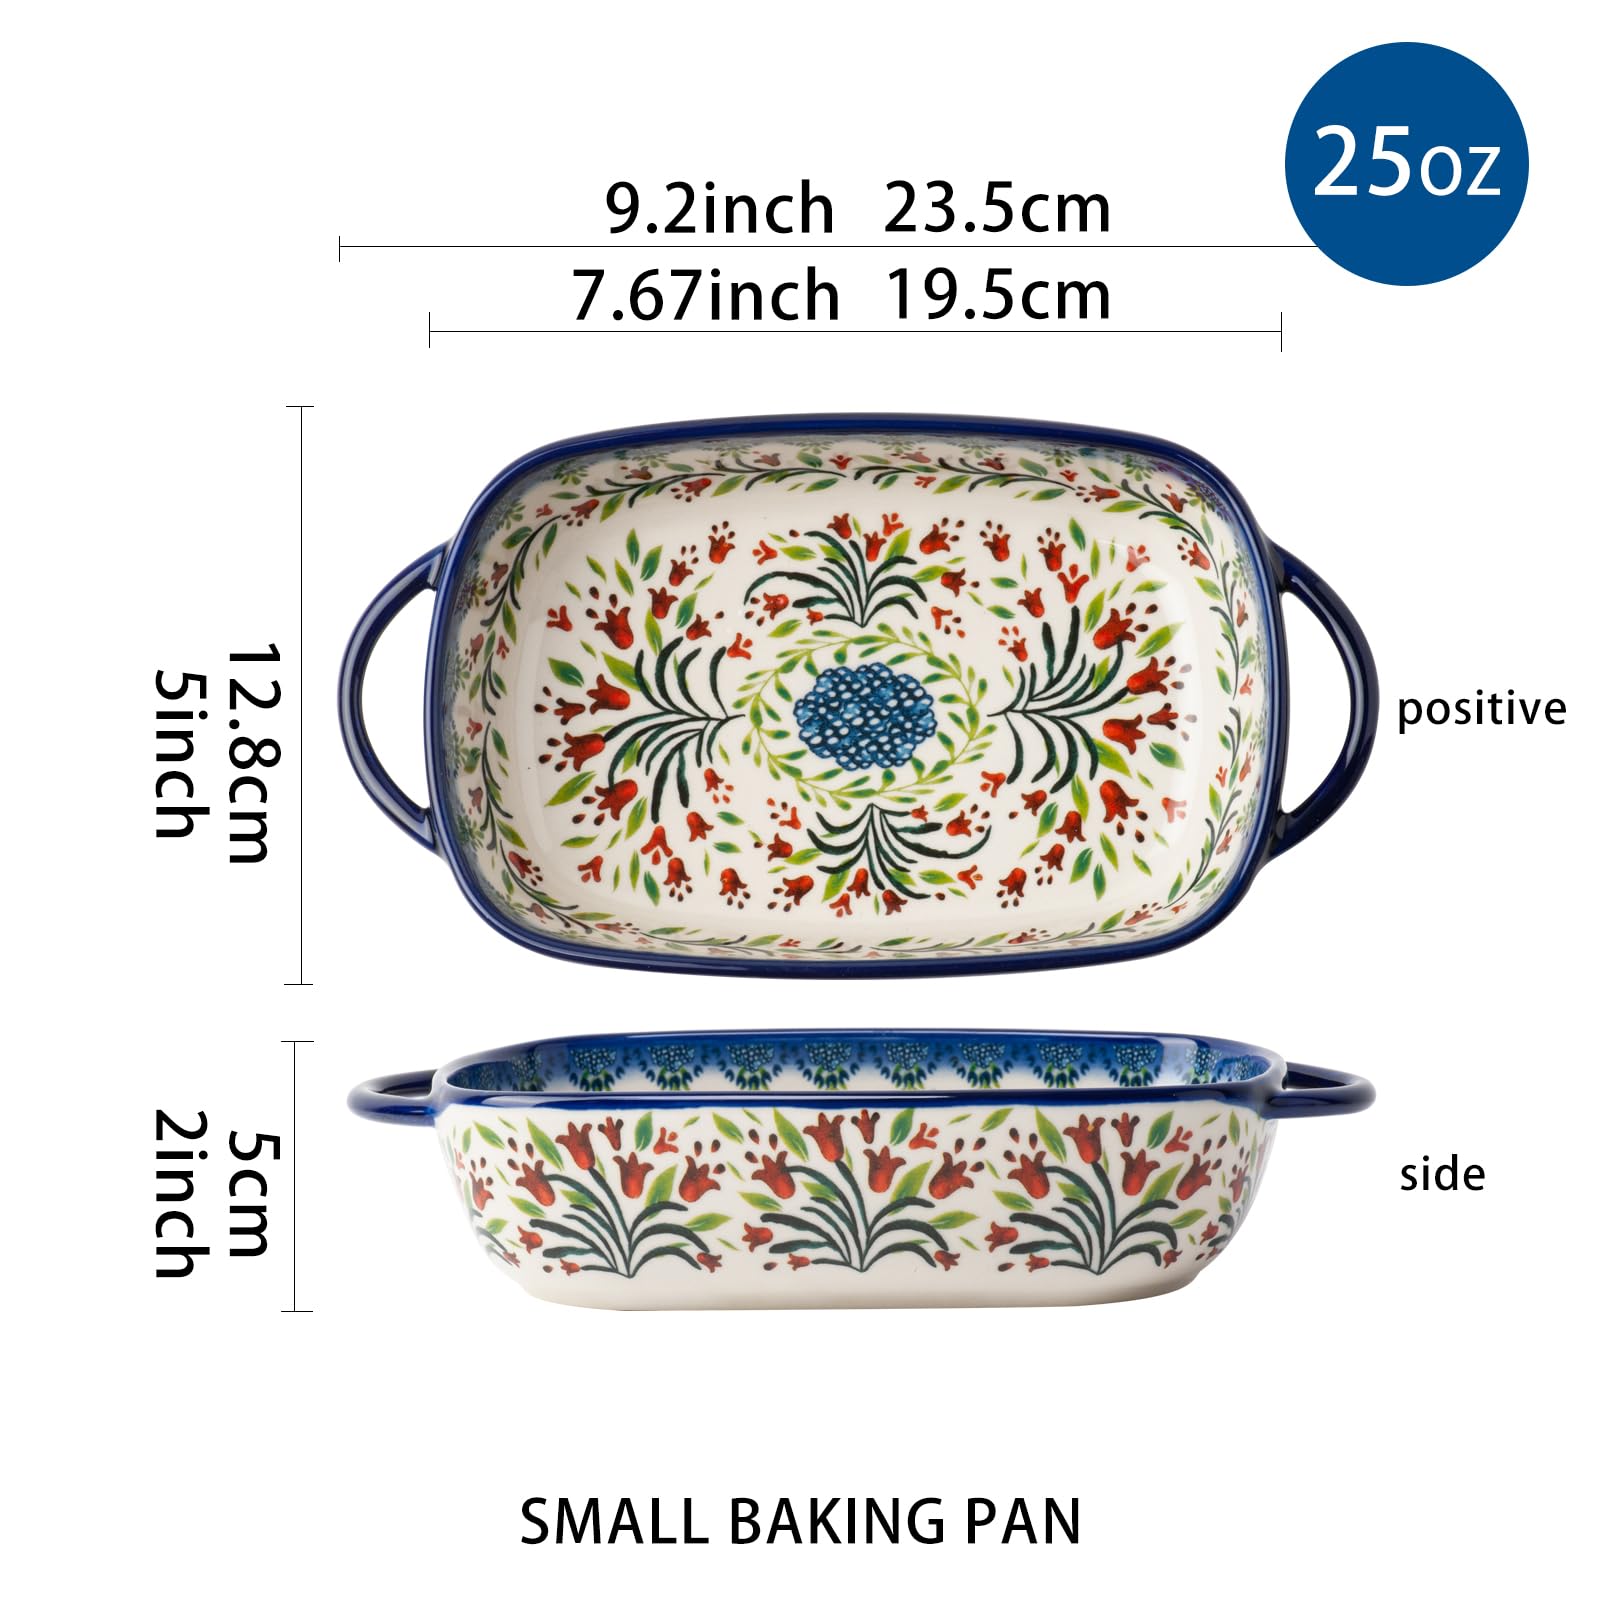 25oz
9.2inch 23.5cm
7.67inch 19.5cm
12.8cm
5inch
positive
5cm
2inch
side
SMALL BAKING PAN